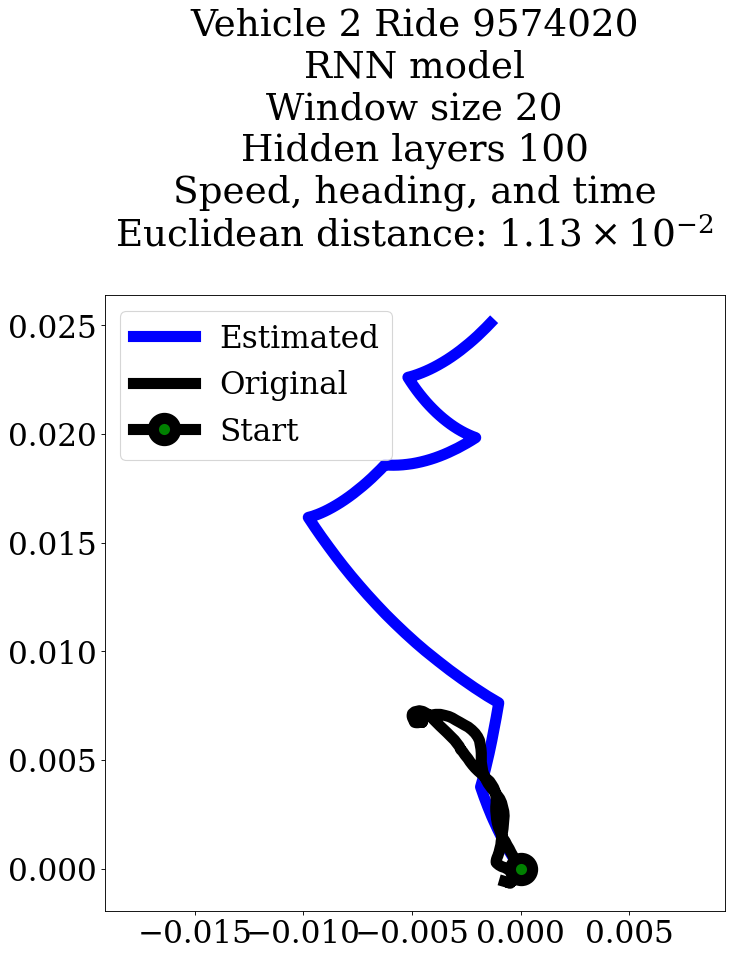 Vehicle 2 Ride 9574020
RNN model
Window size 20
Hidden layers 100
Speed, heading, and time
Euclidean distance: 1.13 × 10⁻²
Estimated
Original
Start
0.025
0.020
0.015
0.010
0.005
0.000
−0.015 −0.010 −0.005 0.000 0.005